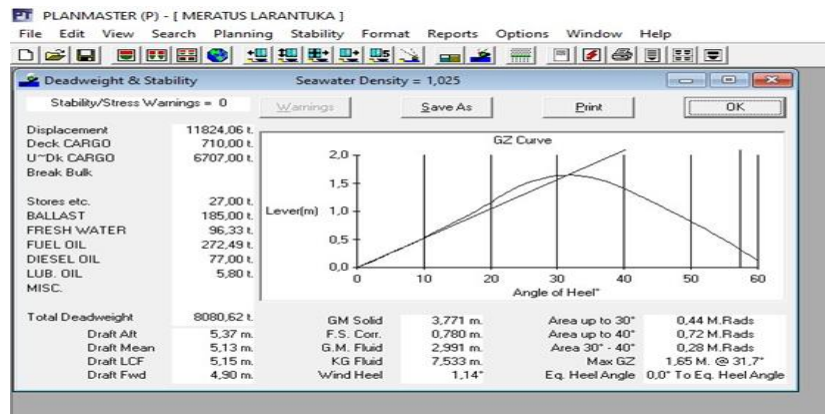 PLANMASTER (P) - [ MERATUS LARANTUKA ]
File Edit View Search Planning Stability Format Reports Options Window Help
Deadweight & Stability Seawater Density = 1,025
Stability/Stress Warnings = 0 Warnings Save As Print OK
Displacement 11824,06 t.
Deck CARGO 710,00 t.
U~Dk CARGO 6707,00 t.
Break Bulk
Stores etc. 27,00 t.
BALLAST 185,00 t.
FRESH WATER 96,33 t.
FUEL OIL 272,49 t.
DIESEL OIL 77,00 t.
LUB. OIL 5,80 t.
MISC.
Total Deadweight 8080,62 t.
Draft Aft 5,37 m.
Draft Mean 5,13 m.
Draft LCF 5,15 m.
Draft Fwd 4,90 m.
GZ Curve
2,0
1,5
Lever(m) 1,0
0,5
0,0
0 10 20 30 40 50 60
Angle of Heel°
GM Solid 3,771 m.
F.S. Corr. 0,780 m.
G.M. Fluid 2,991 m.
KG Fluid 7,533 m.
Wind Heel 1,14°
Area up to 30° 0,44 M.Rads
Area up to 40° 0,72 M.Rads
Area 30° - 40° 0,28 M.Rads
Max GZ 1,65 M. @ 31,7°
Eq. Heel Angle 0,0° To Eq. Heel Angle